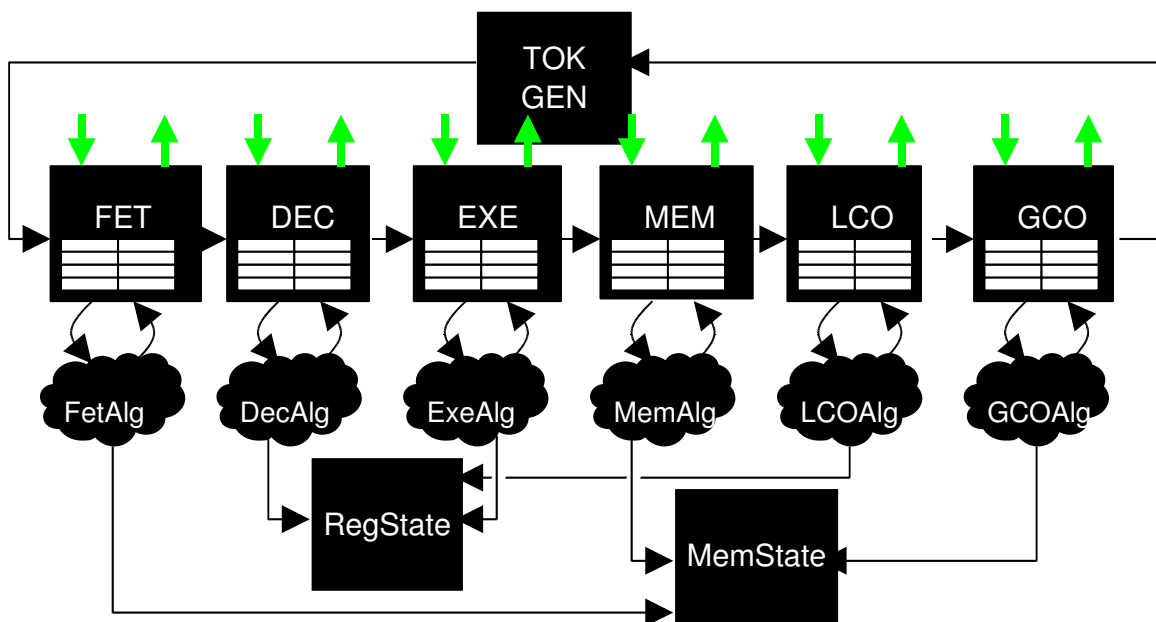 TOK
GEN
FET
DEC
EXE
MEM
LCO
GCO
FetAlg
DecAlg
ExeAlg
MemAlg
LCOAlg
GCOAlg
RegState
MemState